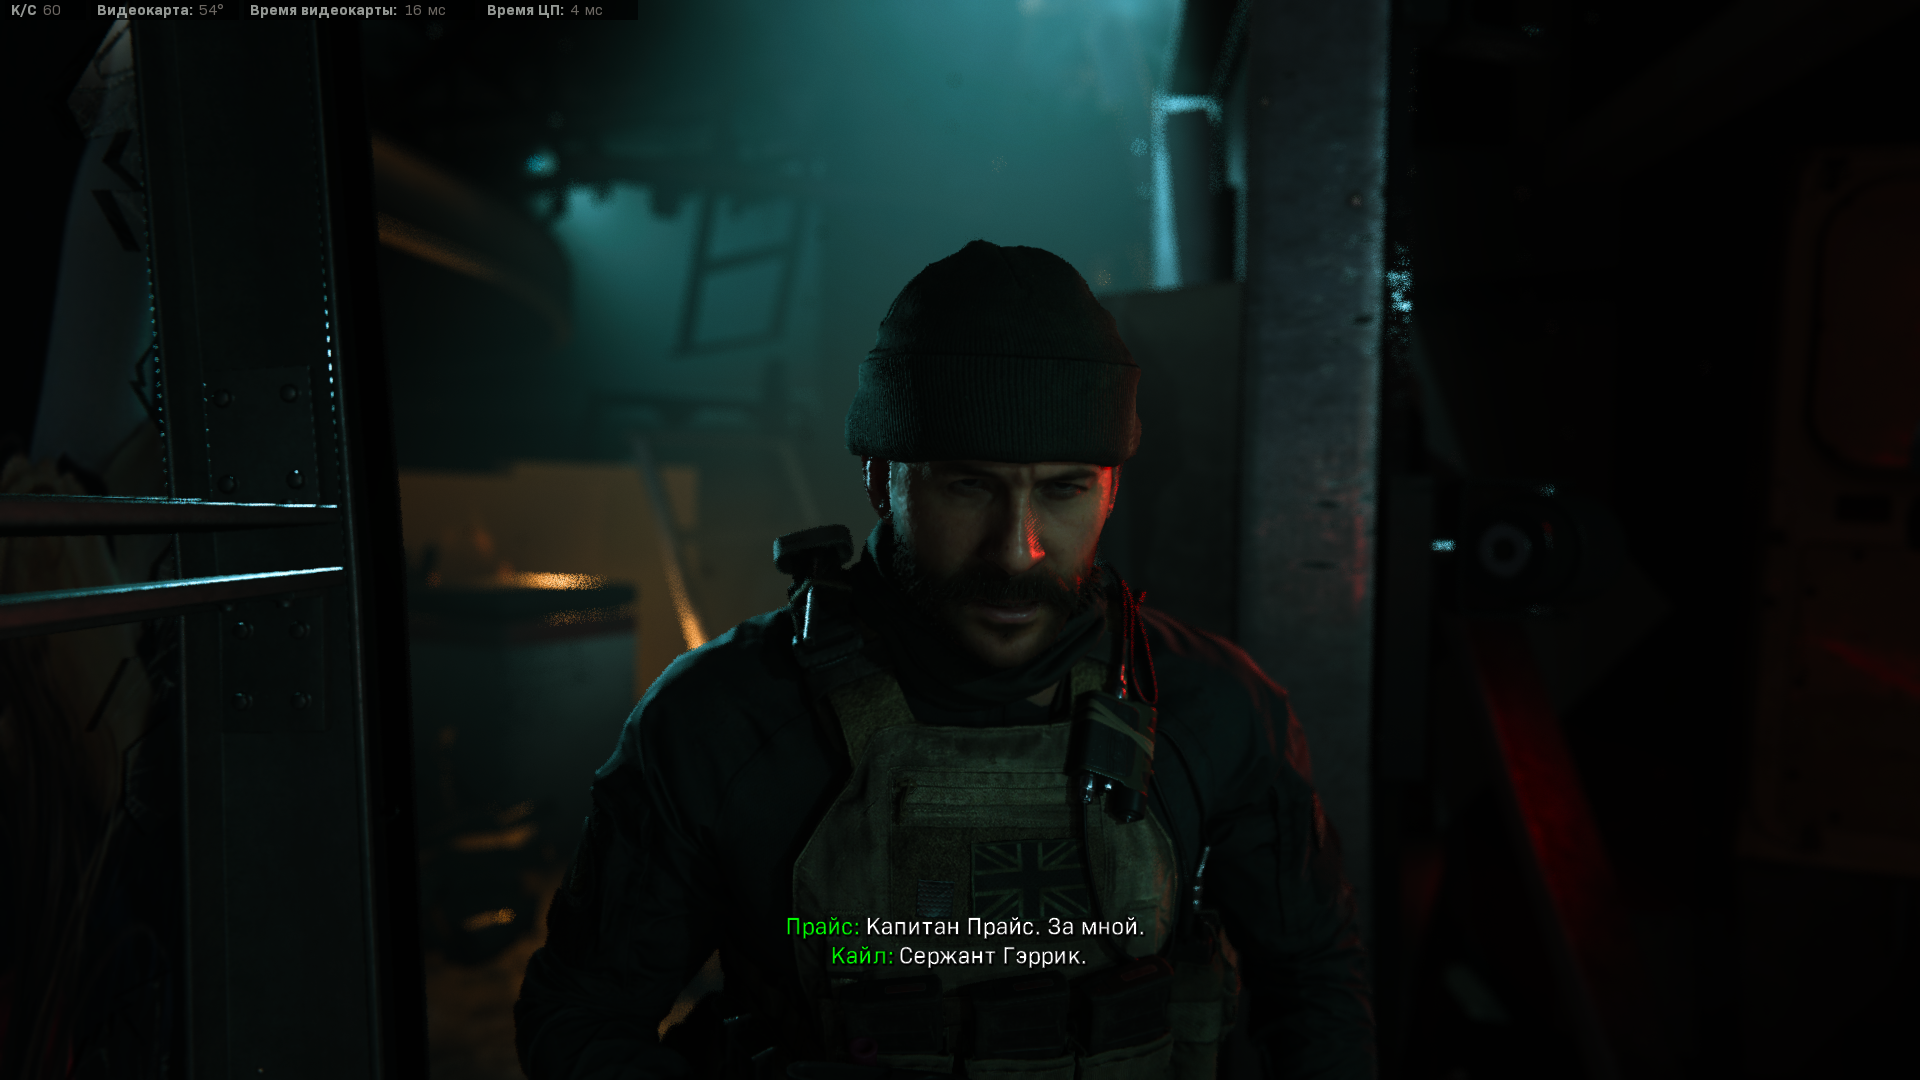 К/С 60 Видеокарта: 54° Время видеокарты: 16 мс Время ЦП: 4 мс
Прайс: Капитан Прайс. За мной.
Кайл: Сержант Гэррик.